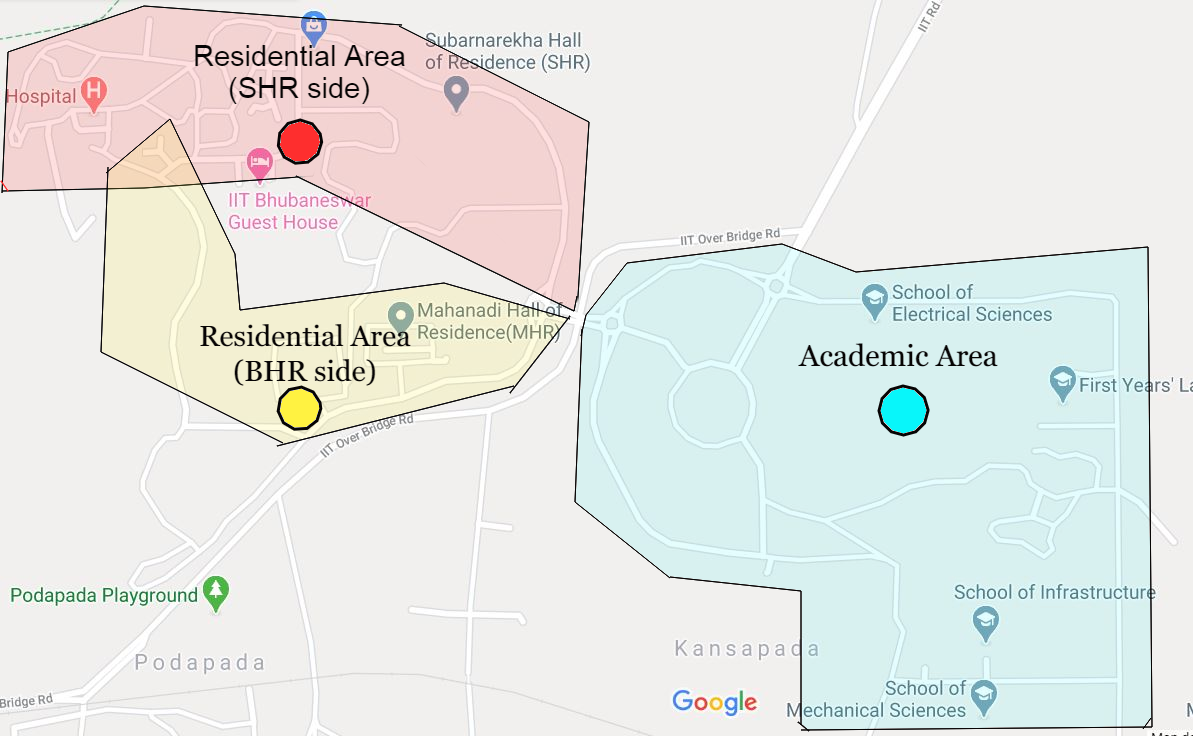 IIT Rd
Subarnarekha Hall
of Residence (SHR)
Residential Area
(SHR side)
Hospital
H
IIT Bhubaneswar
Guest House
IIT Over Bridge Rd
School of
Electrical Sciences
Mahanadi Hall of
Residence(MHR)
Residential Area
(BHR side)
Academic Area
First Years' La
IIT Over Bridge Rd
Podapada Playground
School of Infrastructure
Kansapada
Podapada
School of
Mechanical Sciences
Bridge Rd
Google